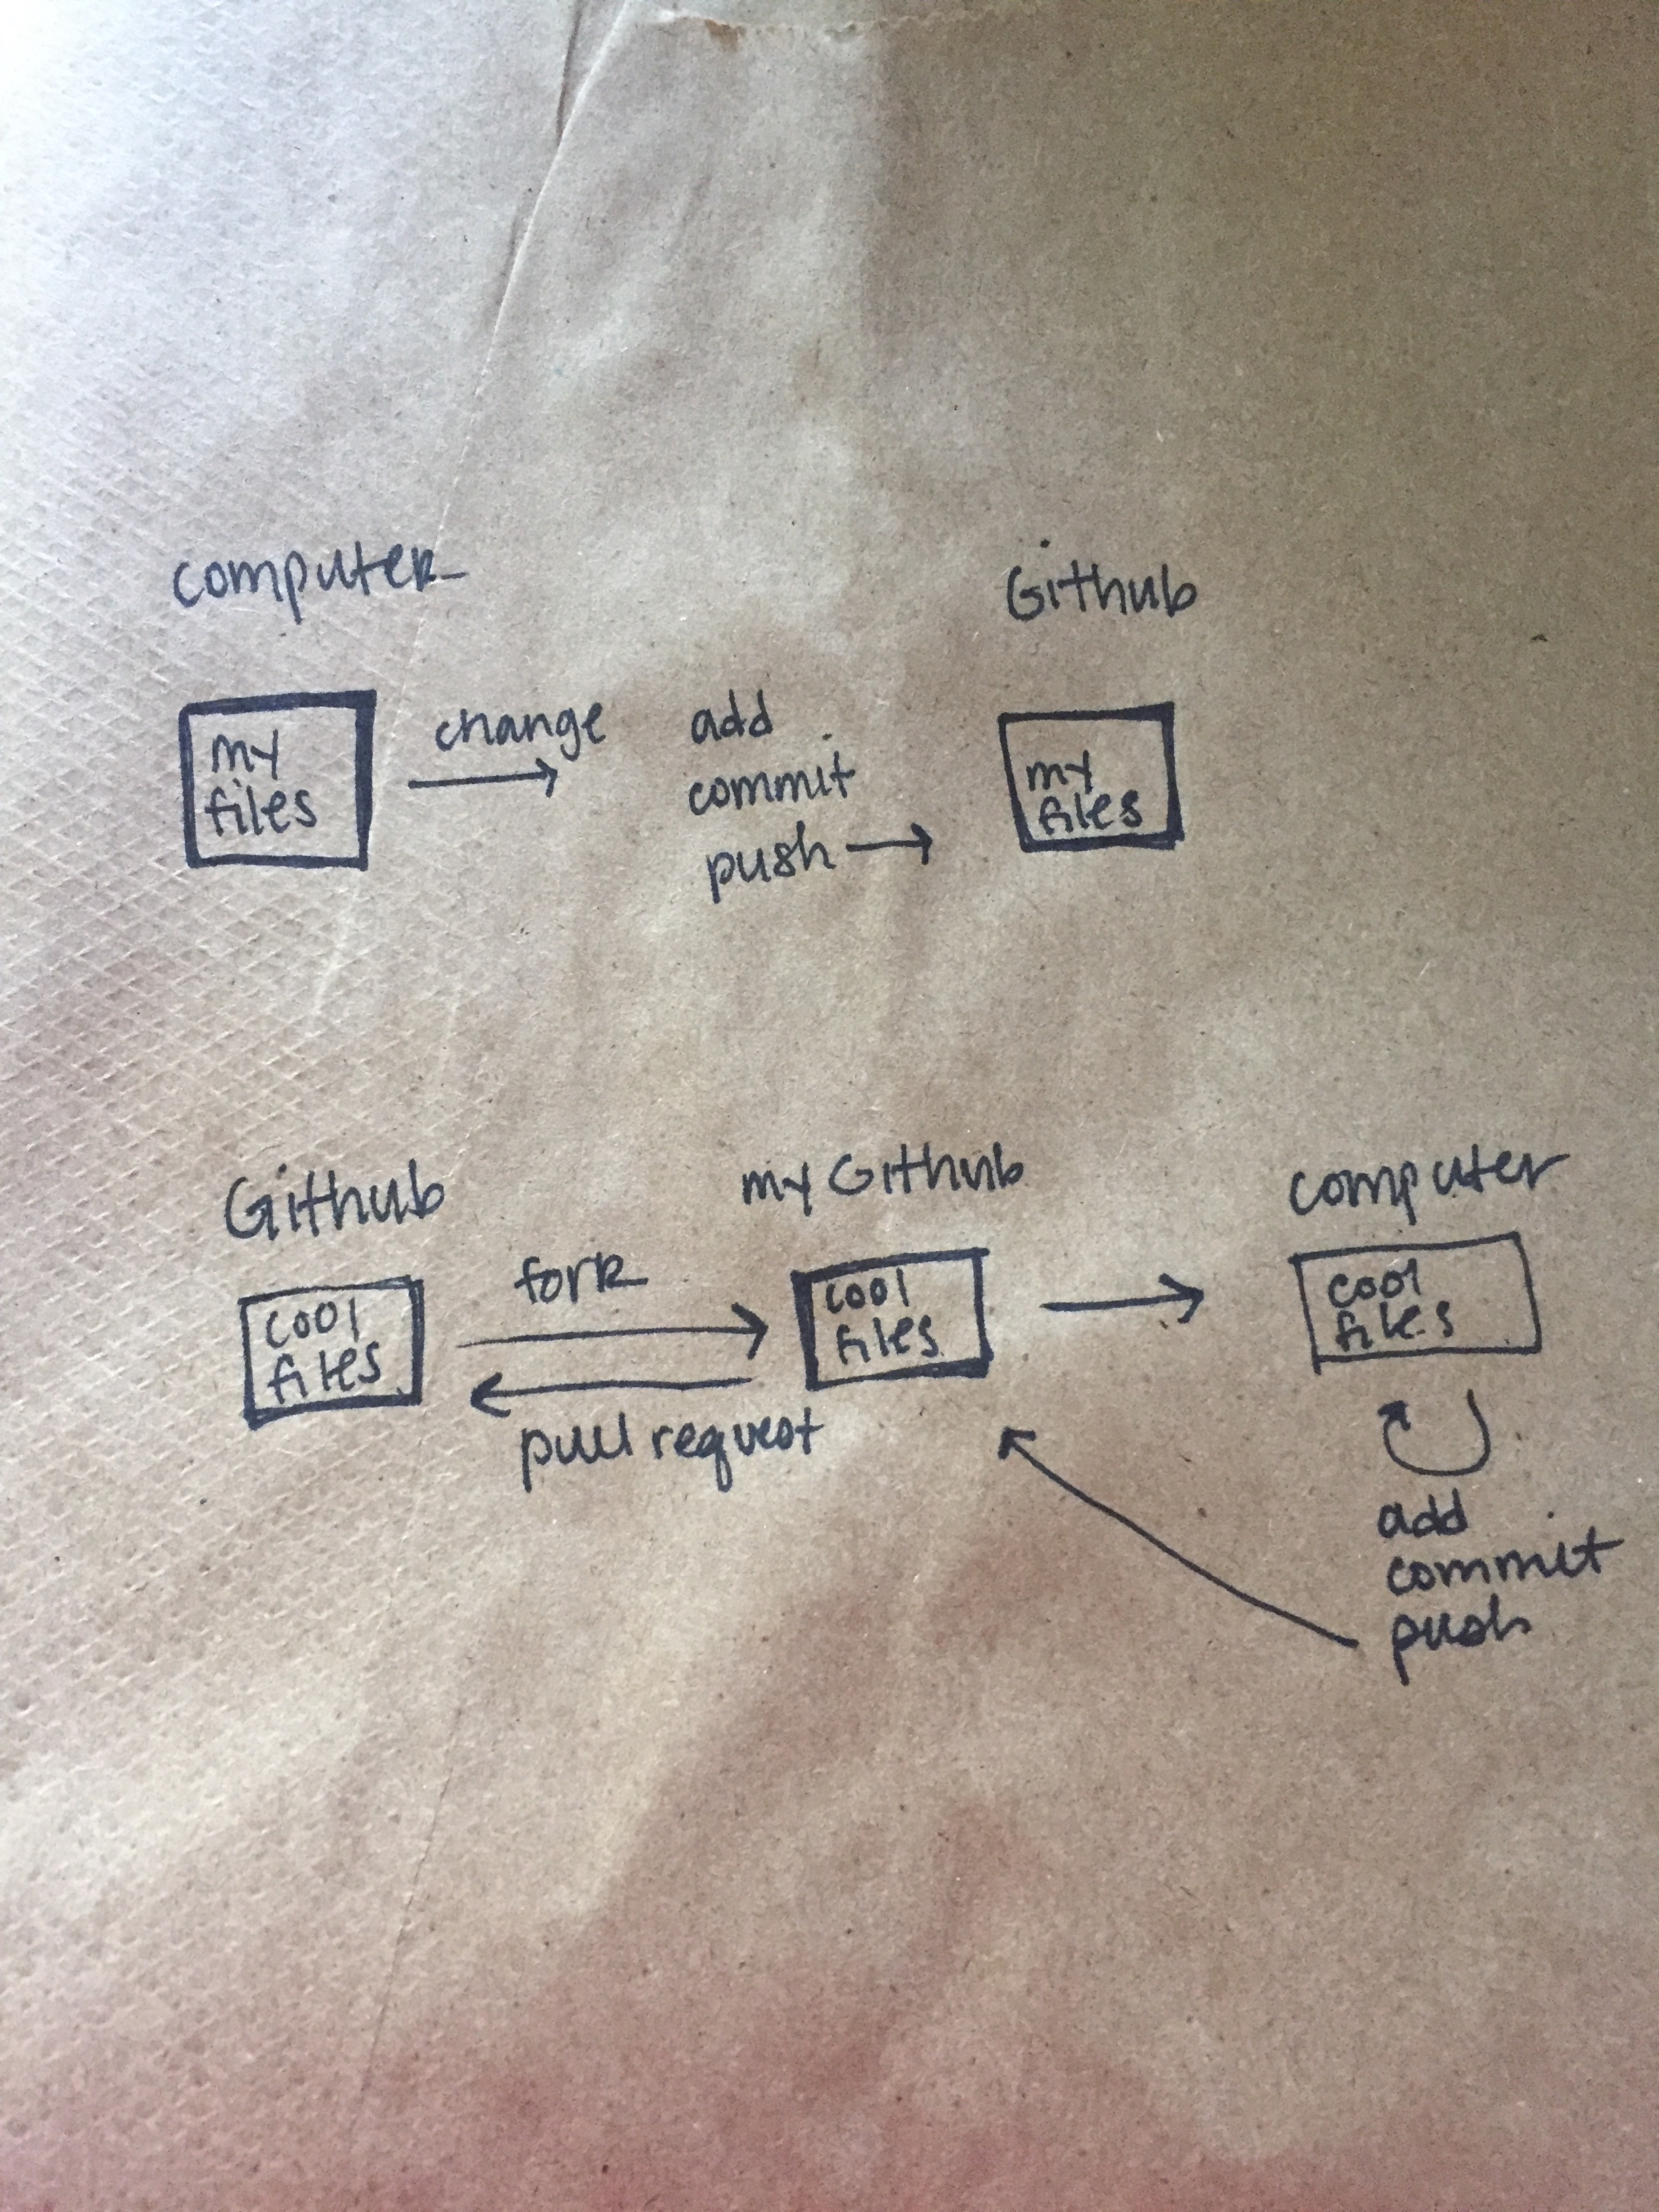 computer
Github
my
files
change
add
commit
push
my
files
Github
my Github
computer
cool
files
fork
pull request
cool
files
cool
files
add
commit
push